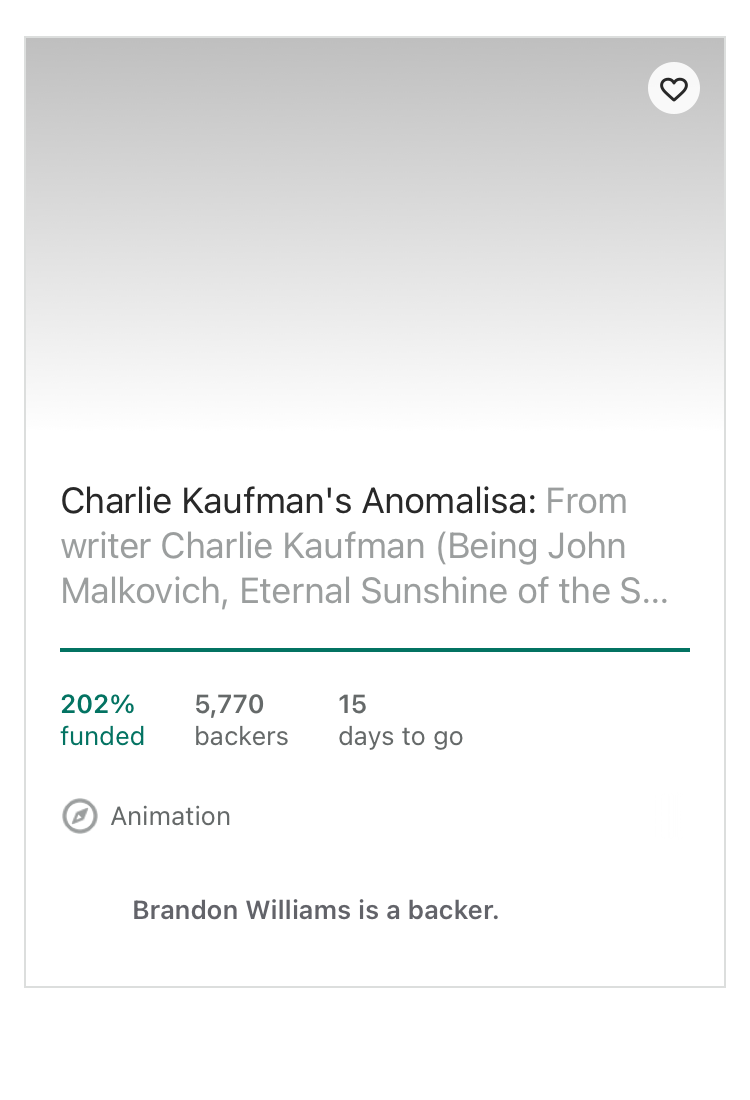 Charlie Kaufman's Anomalisa: From
writer Charlie Kaufman (Being John
Malkovich, Eternal Sunshine of the S...
202%
funded
5,770
backers
15
days to go
Animation
Brandon Williams is a backer.